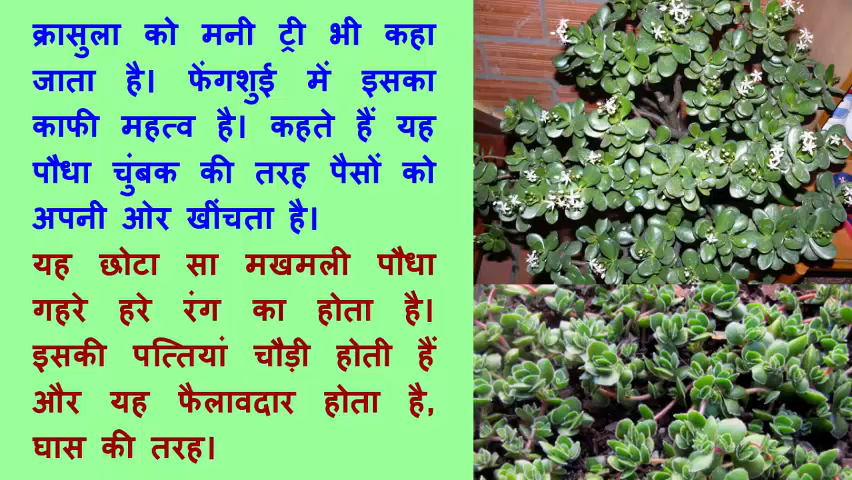 क्रासुला को मनी ट्री भी कहा
जाता है। फेंगशुई में इसका
काफी महत्व है। कहते हैं यह
पौधा चुंबक की तरह पैसों को
अपनी ओर खींचता है।
यह छोटा सा मखमली पौधा
गहरे हरे रंग का होता है।
इसकी पत्तियां चौड़ी होती हैं
और यह फैलावदार होता है,
घास की तरह।